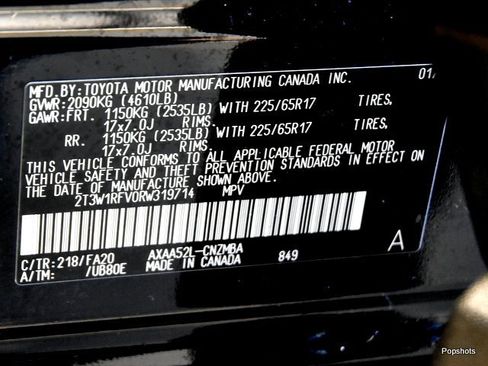 MFD.BY:TOYOTA MOTOR MANUFACTURING CANADA INC. 01/
GVWR:2090KG (4610LB)
GAWR:FRT. 1150KG (2535LB) WITH 225/65R17 TIRES,
17x7.0J RIMS,
RR. 1150KG (2535LB) WITH 225/65R17 TIRES,
17x7.0J RIMS.
THIS VEHICLE CONFORMS TO ALL APPLICABLE FEDERAL MOTOR
VEHICLE SAFETY AND THEFT PREVENTION STANDARDS IN EFFECT ON
THE DATE OF MANUFACTURE SHOWN ABOVE.
2T3W1RFV0RW319714 MPV
C/TR:218/FA20 AXAA52L-CNZMBA 849 A
A/TM: /UB80E MADE IN CANADA
Popshots